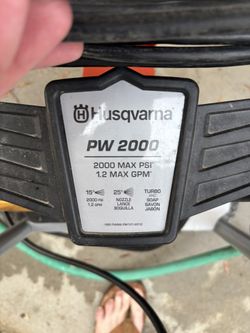 Husqvarna
PW 2000
2000 MAX PSI
1.2 MAX GPM
15° 25° TURBO
2000 PSI NOZZLE SOAP
1.2 GPM LANCE SAVON
BOQUILLA JABÓN